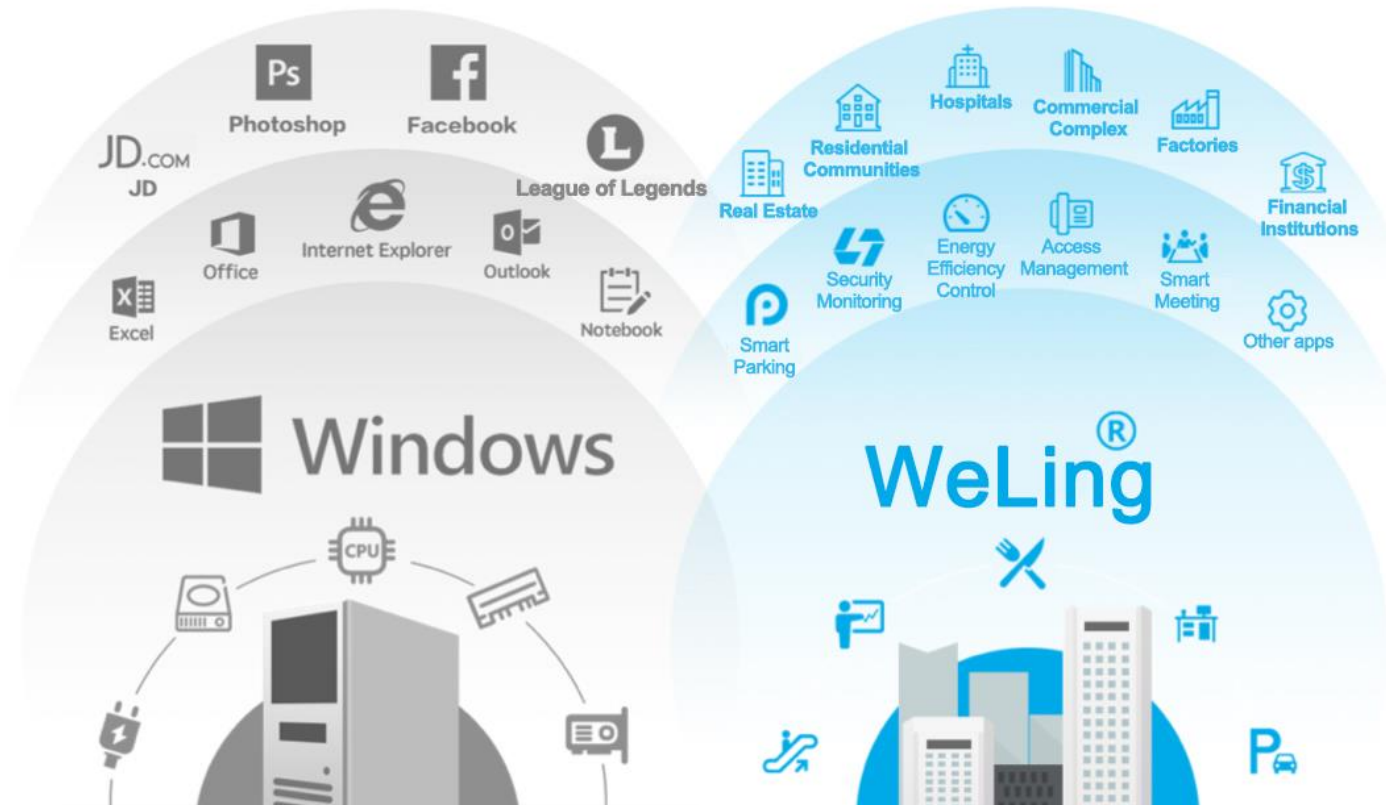 Ps
Photoshop
Facebook
JD.COM
JD
L
League of Legends
Office
Internet Explorer
Outlook
Excel
Notebook
Windows
CPU
Hospitals
Commercial
Complex
Residential
Communities
Factories
Real Estate
Financial
Institutions
Energy
Efficiency
Control
Access
Management
Security
Monitoring
Smart
Meeting
Smart
Parking
Other apps
WeLing®
P